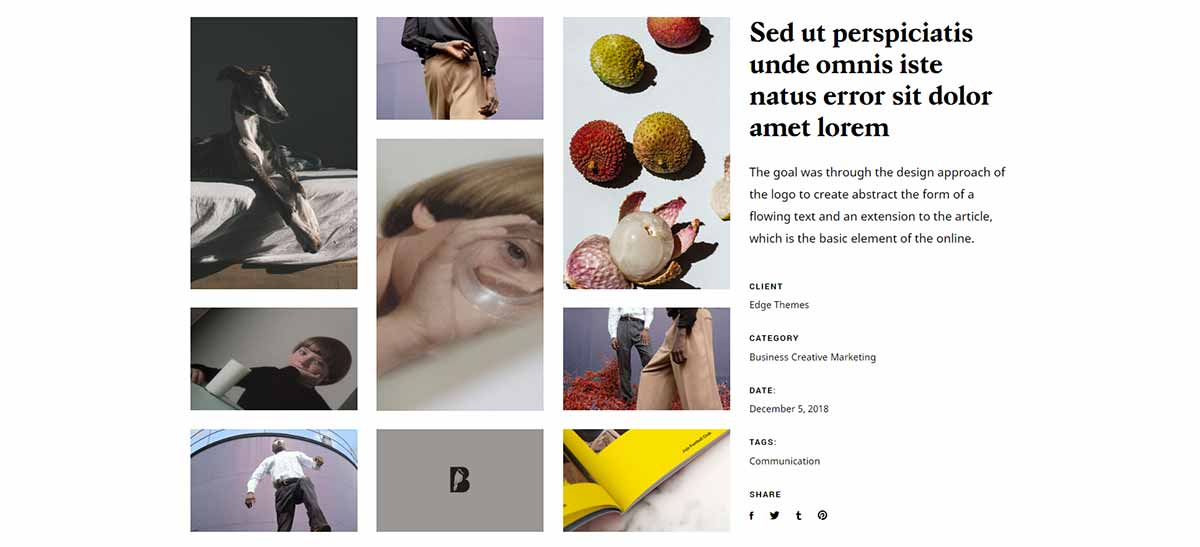 Sed ut perspiciatis
unde omnis iste
natus error sit dolor
amet lorem
The goal was through the design approach of
the logo to create abstract the form of a
flowing text and an extension to the article,
which is the basic element of the online.
CLIENT
Edge Themes
CATEGORY
Business Creative Marketing
DATE:
December 5, 2018
TAGS:
Communication
SHARE
B